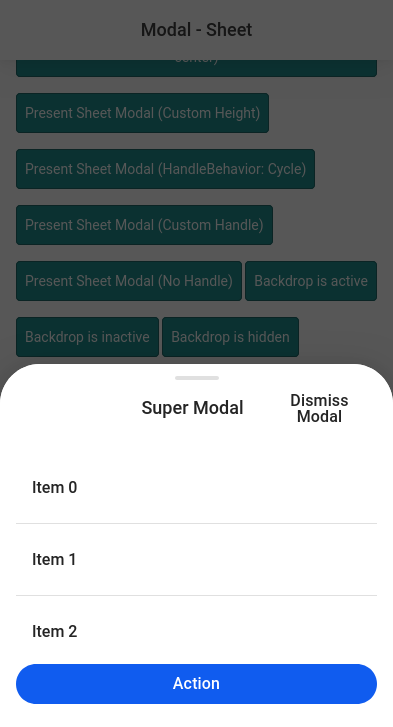 Modal - Sheet
center)
Present Sheet Modal (Custom Height)
Present Sheet Modal (HandleBehavior: Cycle)
Present Sheet Modal (Custom Handle)
Present Sheet Modal (No Handle)
Backdrop is active
Backdrop is inactive
Backdrop is hidden
Super Modal
Dismiss
Modal
Item 0
Item 1
Item 2
Action